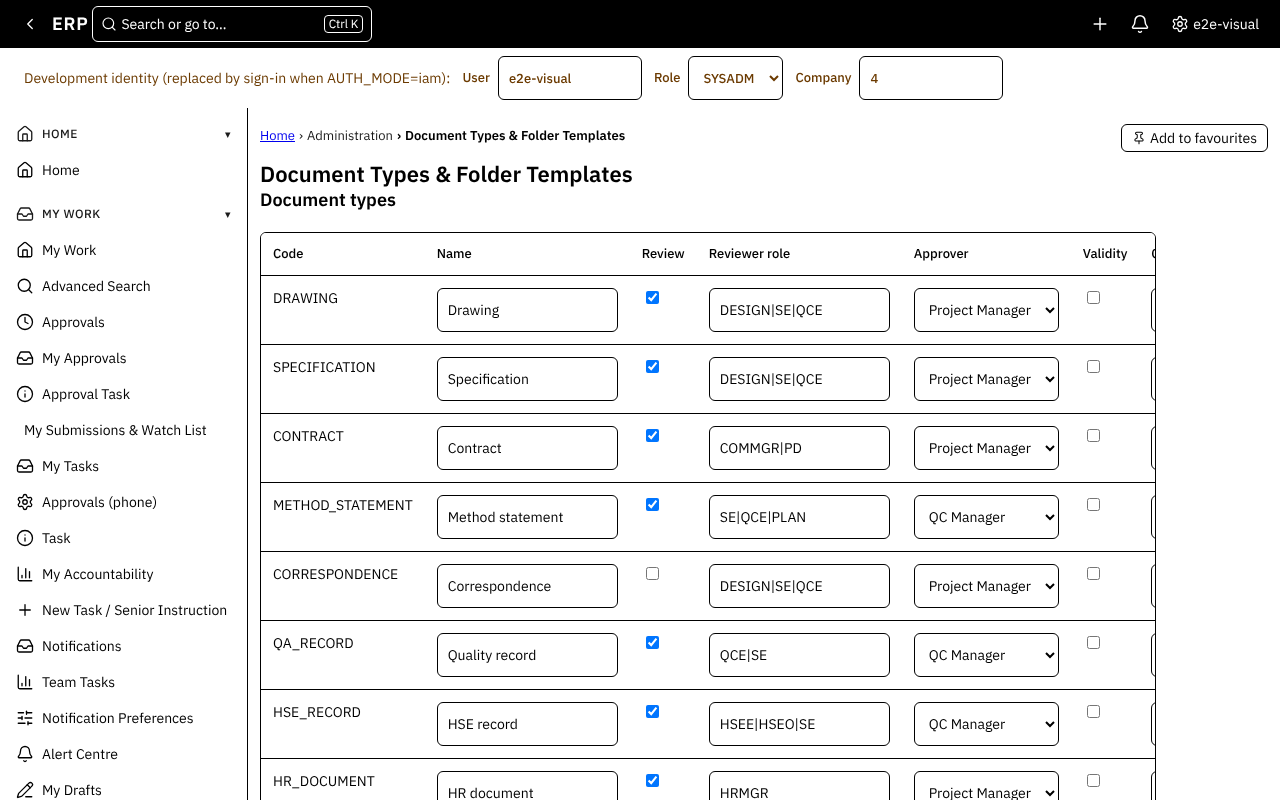 ERP
Search or go to...
Ctrl K
e2e-visual
Development identity (replaced by sign-in when AUTH_MODE=iam):
User
e2e-visual
Role
SYSADM
Company
4
HOME
Home
MY WORK
My Work
Advanced Search
Approvals
My Approvals
Approval Task
My Submissions & Watch List
My Tasks
Approvals (phone)
Task
My Accountability
New Task / Senior Instruction
Notifications
Team Tasks
Notification Preferences
Alert Centre
My Drafts
Home › Administration › Document Types & Folder Templates
Add to favourites
Document Types & Folder Templates
Document types
Code Name Review Reviewer role Approver Validity
DRAWING Drawing DESIGN|SE|QCE Project Manager
SPECIFICATION Specification DESIGN|SE|QCE Project Manager
CONTRACT Contract COMMGR|PD Project Manager
METHOD_STATEMENT Method statement SE|QCE|PLAN QC Manager
CORRESPONDENCE Correspondence DESIGN|SE|QCE Project Manager
QA_RECORD Quality record QCE|SE QC Manager
HSE_RECORD HSE record HSEE|HSEO|SE QC Manager
HR_DOCUMENT HR document HRMGR Project Manager